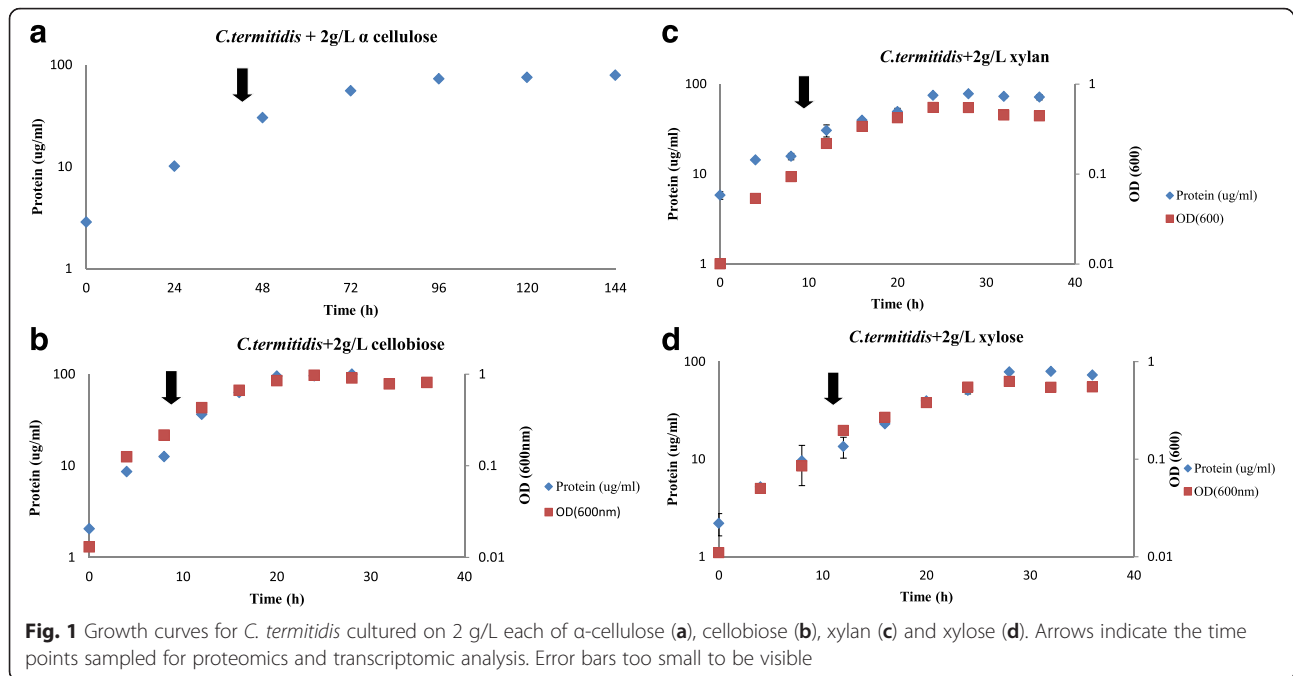 a
C.termitidis + 2g/L α cellulose
100
10
1
Protein (ug/ml)
0 24 48 72 96 120 144
Time (h)
b
C.termitidis+2g/L cellobiose
100
10
1
Protein (ug/ml)
1
0.1
0.01
OD (600nm)
0 10 20 30 40
Time (h)
Protein (ug/ml)
OD(600nm)
c
C.termitidis+2g/L xylan
100
10
1
Protein (ug/ml)
1
0.1
0.01
OD (600)
0 10 20 30 40
Time (h)
Protein (ug/ml)
OD(600)
d
C.termitidis+2g/L xylose
100
10
1
Protein (ug/ml)
1
0.1
0.01
OD (600)
0 10 20 30 40
Time (h)
Protein (ug/ml)
OD(600nm)
Fig. 1 Growth curves for C. termitidis cultured on 2 g/L each of α-cellulose (a), cellobiose (b), xylan (c) and xylose (d). Arrows indicate the time
points sampled for proteomics and transcriptomic analysis. Error bars too small to be visible